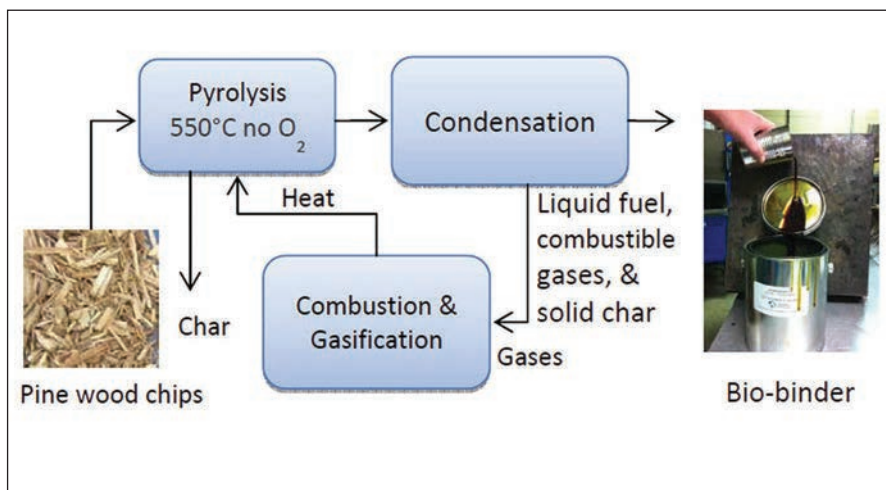 Pyrolysis
550°C no O₂
Condensation
Heat
Liquid fuel,
combustible
gases, &
solid char
Combustion &
Gasification
Char
Gases
Pine wood chips
Bio-binder